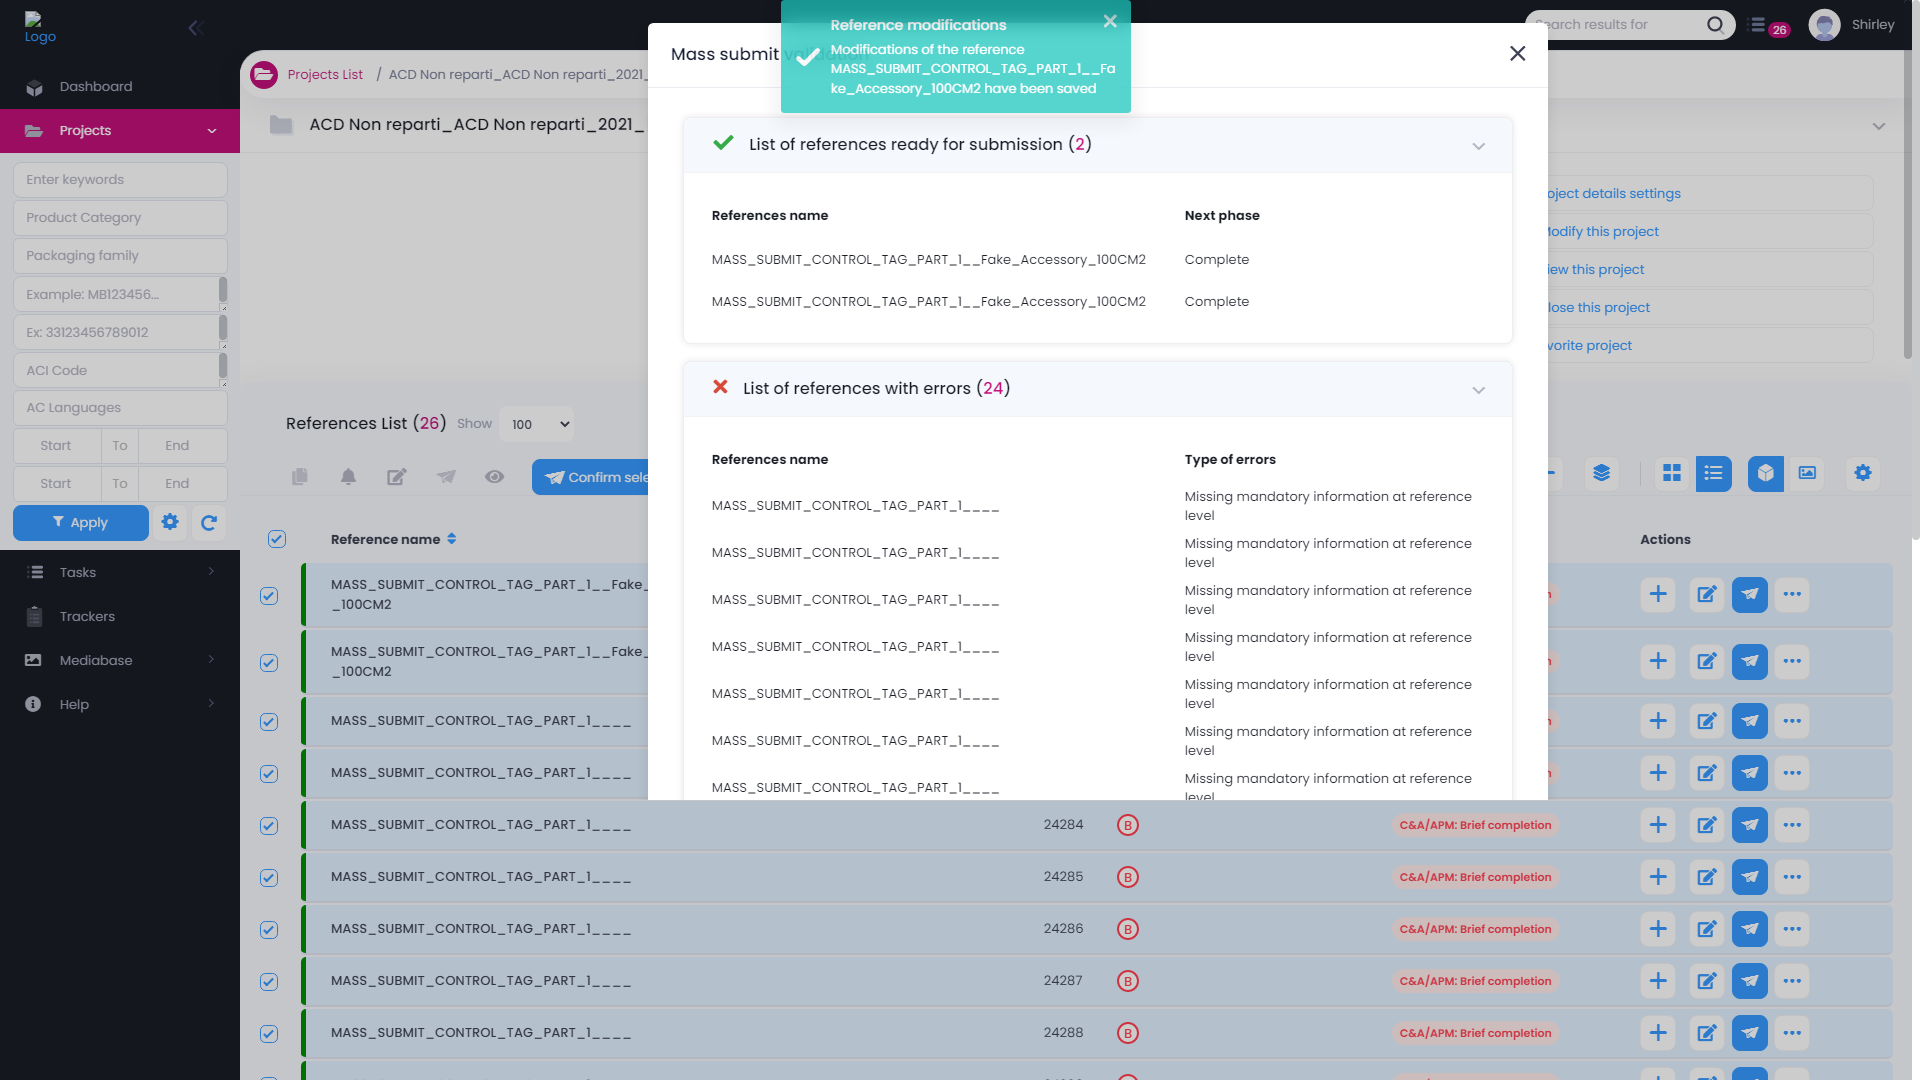 Logo
Dashboard
Projects
Enter keywords
Product Category
Packaging family
Example: MB123456...
Ex: 33123456789012
ACI Code
AC Languages
Start To End
Start To End
Apply
Tasks
Trackers
Mediabase
Help
Search results for
26
Shirley
Projects List / ACD Non reparti_ACD Non reparti_2021_
ACD Non reparti_ACD Non reparti_2021_
Reference modifications
Modifications of the reference
MASS_SUBMIT_CONTROL_TAG_PART_1__Fa
ke_Accessory_100CM2 have been saved
Mass submit
List of references ready for submission (2)
References name Next phase
MASS_SUBMIT_CONTROL_TAG_PART_1__Fake_Accessory_100CM2 Complete
MASS_SUBMIT_CONTROL_TAG_PART_1__Fake_Accessory_100CM2 Complete
List of references with errors (24)
References name Type of errors
MASS_SUBMIT_CONTROL_TAG_PART_1____ Missing mandatory information at reference
level
MASS_SUBMIT_CONTROL_TAG_PART_1____ Missing mandatory information at reference
level
MASS_SUBMIT_CONTROL_TAG_PART_1____ Missing mandatory information at reference
level
MASS_SUBMIT_CONTROL_TAG_PART_1____ Missing mandatory information at reference
level
MASS_SUBMIT_CONTROL_TAG_PART_1____ Missing mandatory information at reference
level
MASS_SUBMIT_CONTROL_TAG_PART_1____ Missing mandatory information at reference
level
MASS_SUBMIT_CONTROL_TAG_PART_1____ Missing mandatory information at reference
level
oject details settings
odify this project
iew this project
lose this project
vorite project
References List (26) Show 100
Confirm sele
Reference name Actions
MASS_SUBMIT_CONTROL_TAG_PART_1__Fake_
_100CM2
MASS_SUBMIT_CONTROL_TAG_PART_1__Fake_
_100CM2
MASS_SUBMIT_CONTROL_TAG_PART_1____
MASS_SUBMIT_CONTROL_TAG_PART_1____
MASS_SUBMIT_CONTROL_TAG_PART_1____ 24284 B C&A/APM: Brief completion
MASS_SUBMIT_CONTROL_TAG_PART_1____ 24285 B C&A/APM: Brief completion
MASS_SUBMIT_CONTROL_TAG_PART_1____ 24286 B C&A/APM: Brief completion
MASS_SUBMIT_CONTROL_TAG_PART_1____ 24287 B C&A/APM: Brief completion
MASS_SUBMIT_CONTROL_TAG_PART_1____ 24288 B C&A/APM: Brief completion